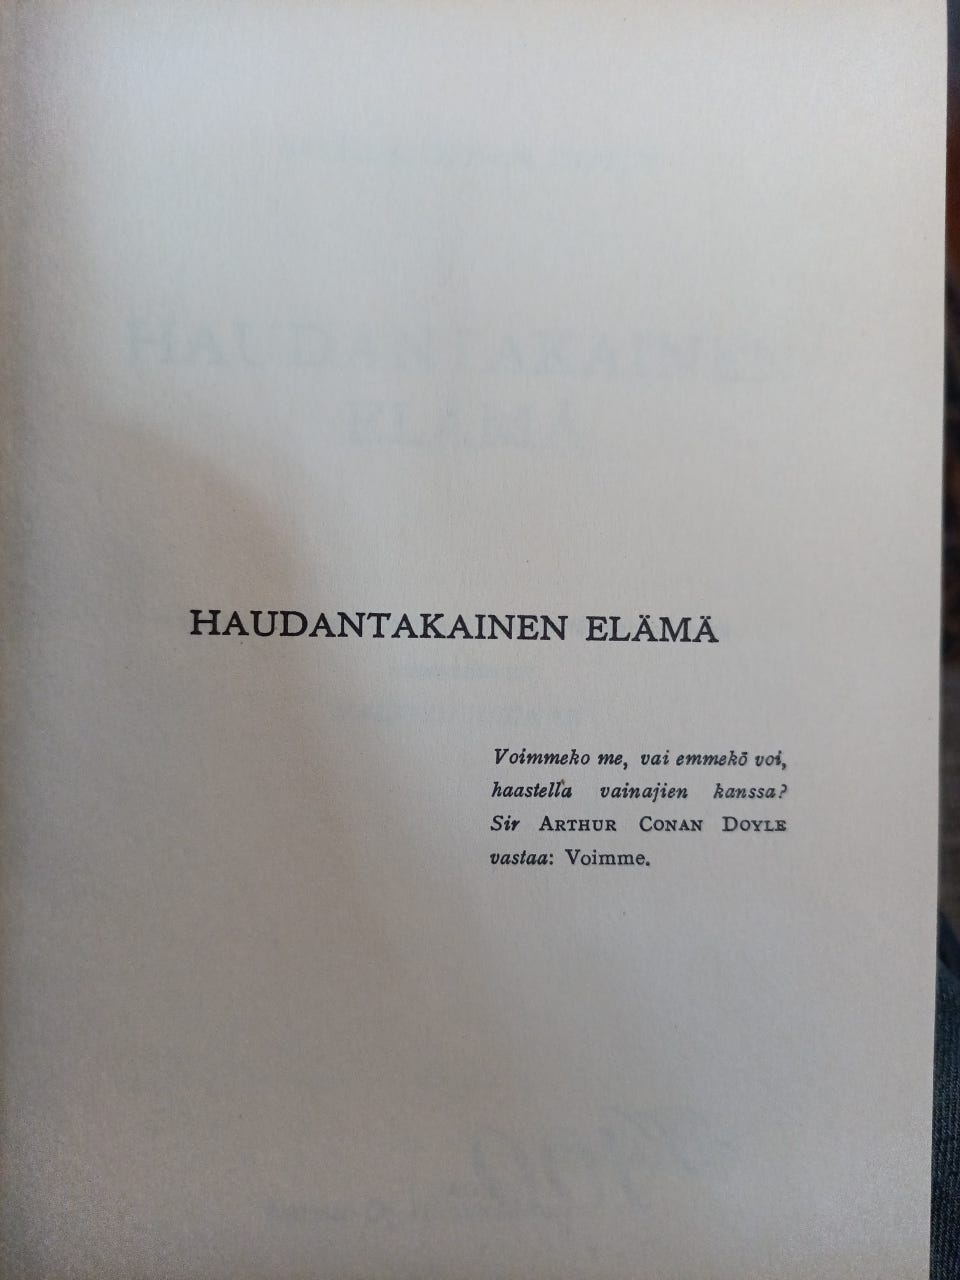 HAUDANTAKAINEN ELÄMÄ
Voimmeko me, vai emmekö voi,
haastella vainajien kanssa?
Sir ARTHUR CONAN DOYLE
vastaa: Voimme.